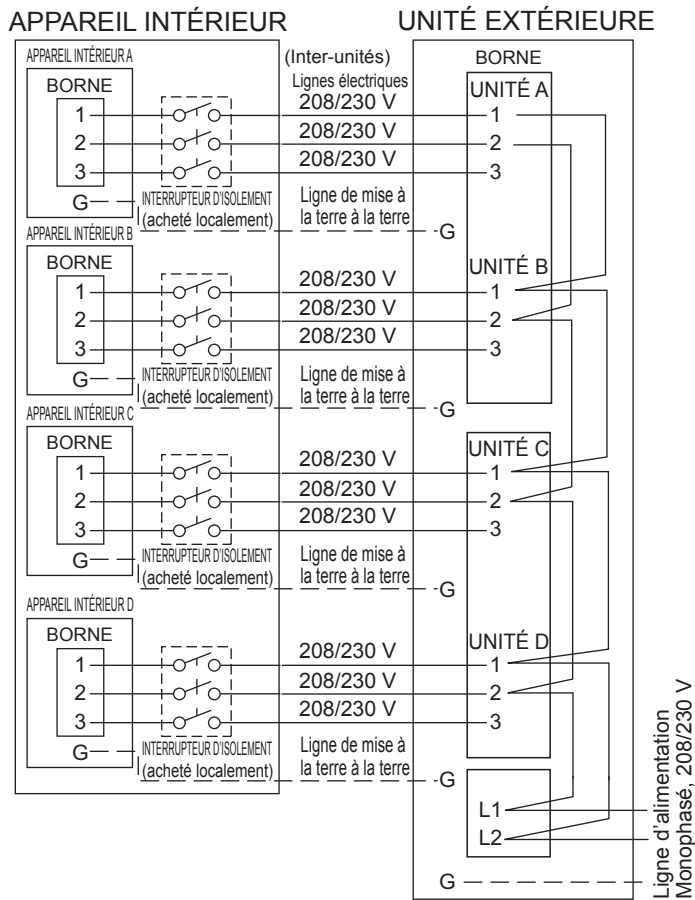 APPAREIL INTÉRIEUR
UNITÉ EXTÉRIEURE
APPAREIL INTÉRIEUR A
(Inter-unités)
BORNE
BORNE
Lignes électriques
UNITÉ A
1
208/230 V
1
2
208/230 V
2
3
208/230 V
3
G
INTERRUPTEUR D'ISOLEMENT
(acheté localement)
Ligne de mise à
la terre à la terre
G
APPAREIL INTÉRIEUR B
BORNE
UNITÉ B
1
208/230 V
1
2
208/230 V
2
3
208/230 V
3
G
INTERRUPTEUR D'ISOLEMENT
(acheté localement)
Ligne de mise à
la terre à la terre
G
APPAREIL INTÉRIEUR C
BORNE
UNITÉ C
1
208/230 V
1
2
208/230 V
2
3
208/230 V
3
G
INTERRUPTEUR D'ISOLEMENT
(acheté localement)
Ligne de mise à
la terre à la terre
G
APPAREIL INTÉRIEUR D
BORNE
UNITÉ D
1
208/230 V
1
2
208/230 V
2
3
208/230 V
3
G
INTERRUPTEUR D'ISOLEMENT
(acheté localement)
Ligne de mise à
la terre à la terre
G
L1
L2
G
Ligne d'alimentation
Monophasé, 208/230 V